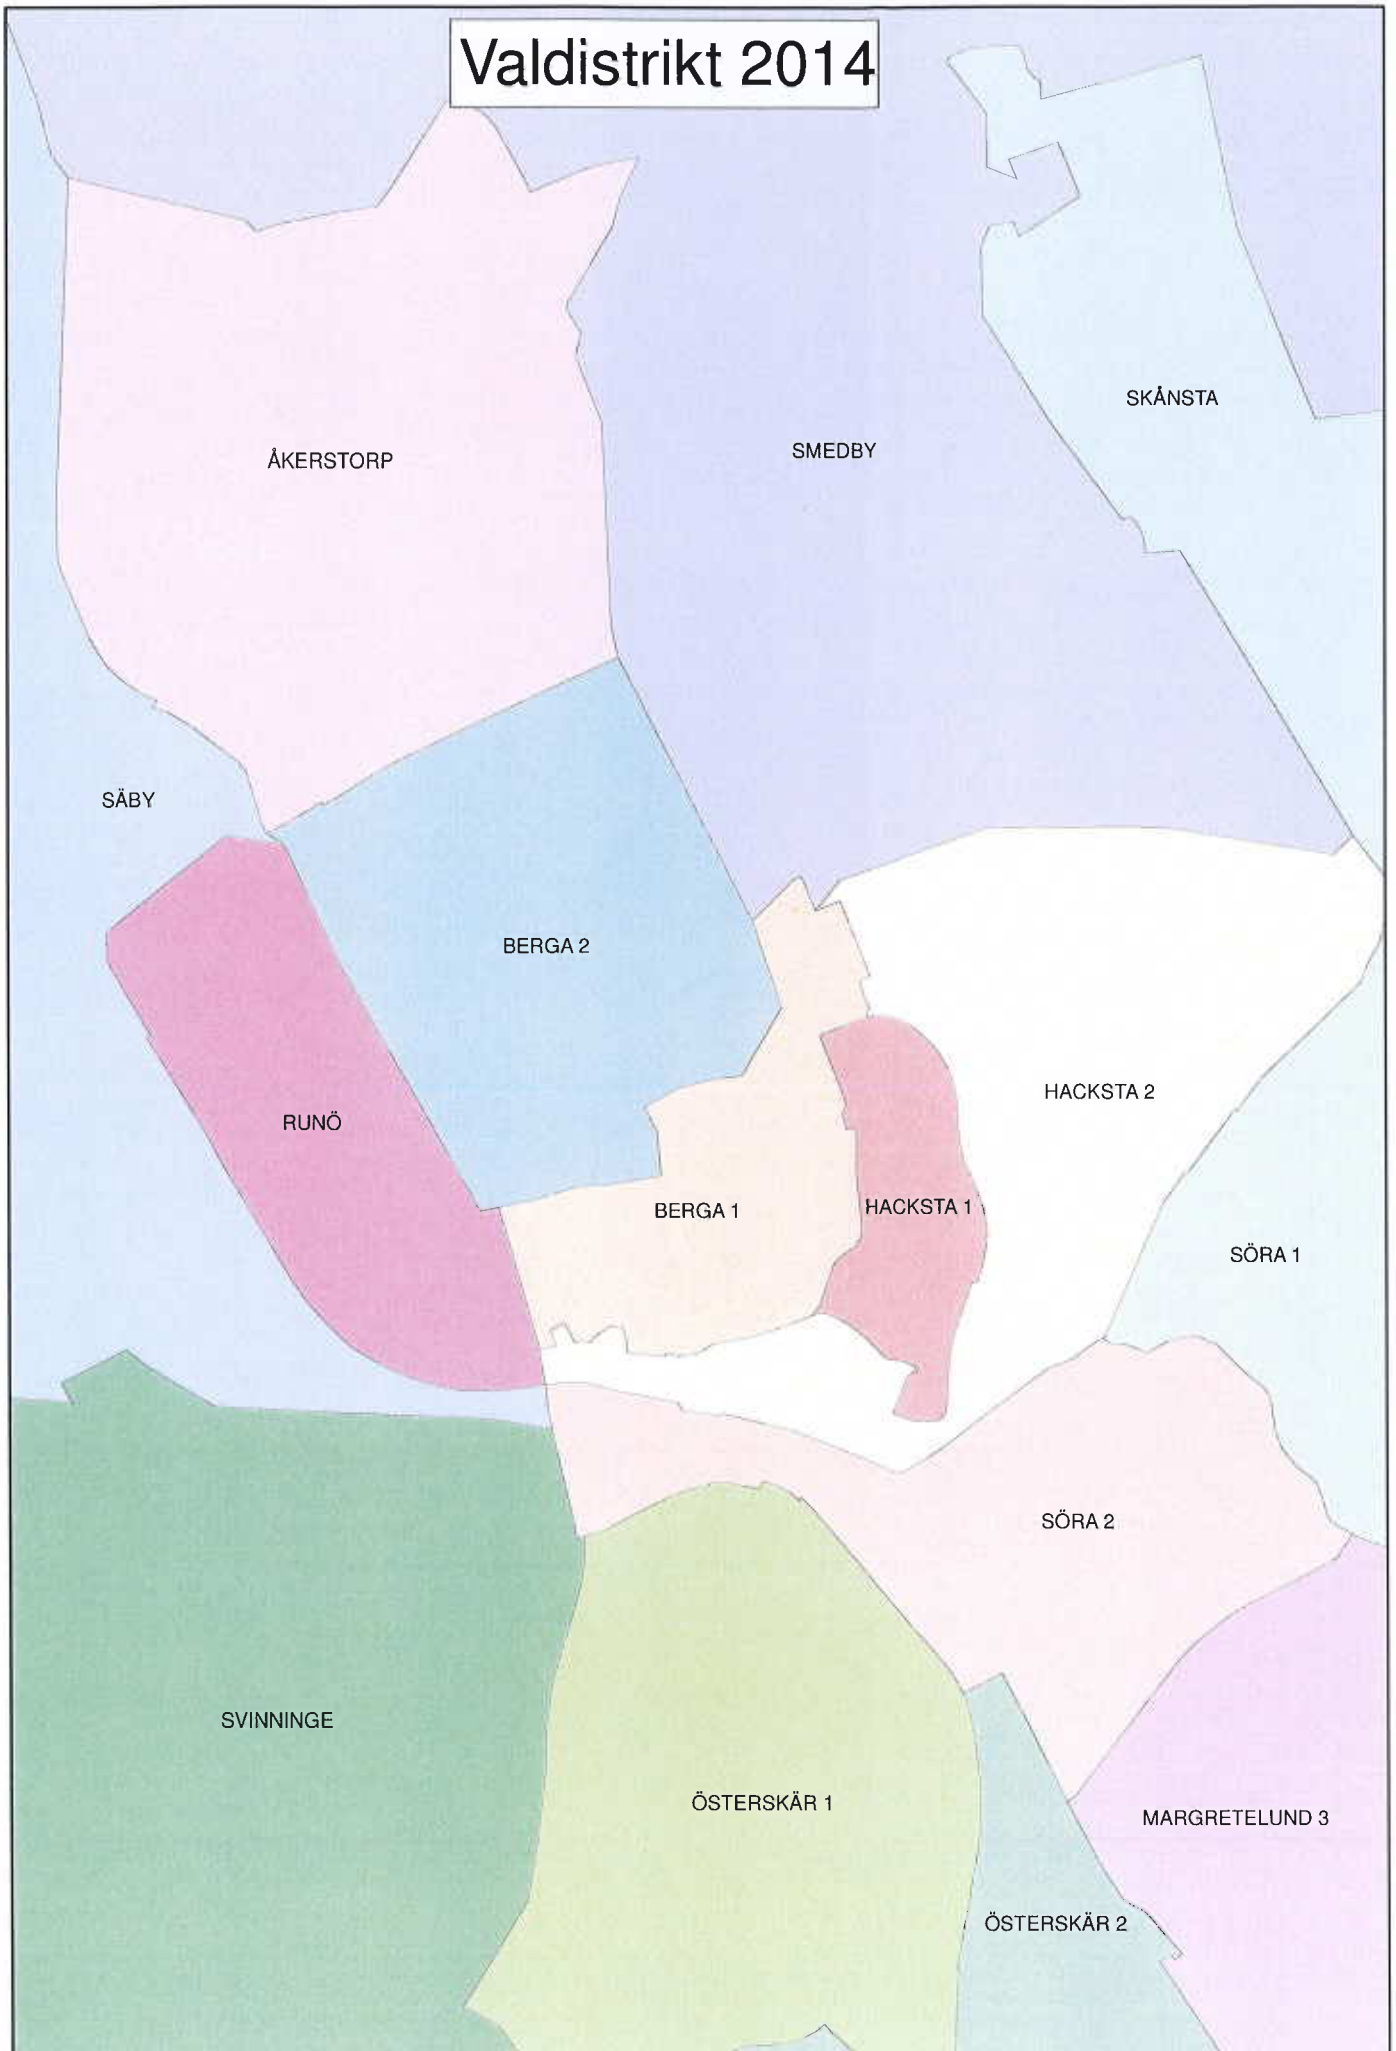 Valdistrikt 2014
SKÅNSTA
SMEDBY
ÅKERSTORP
SÄBY
BERGA 2
HACKSTA 2
RUNÖ
HACKSTA 1
BERGA 1
SÖRA 1
SÖRA 2
SVINNINGE
ÖSTERSKÄR 1
MARGRETELUND 3
ÖSTERSKÄR 2